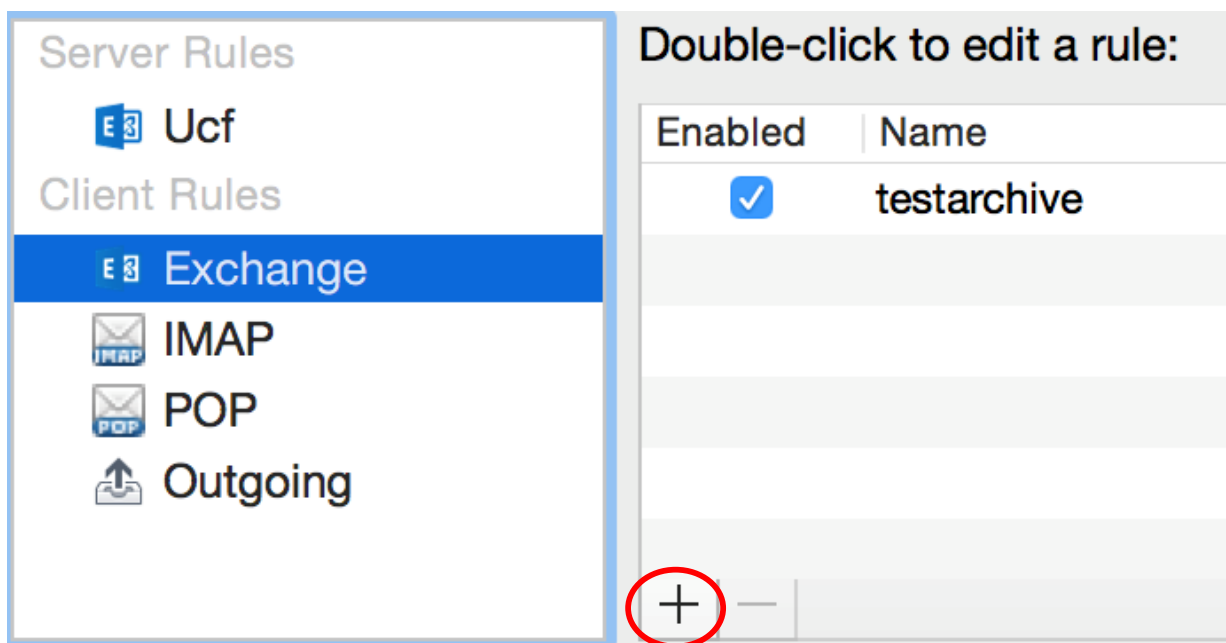 Server Rules
Ucf
Client Rules
Exchange
IMAP
POP
Outgoing
Double-click to edit a rule:
Enabled Name
testarchive